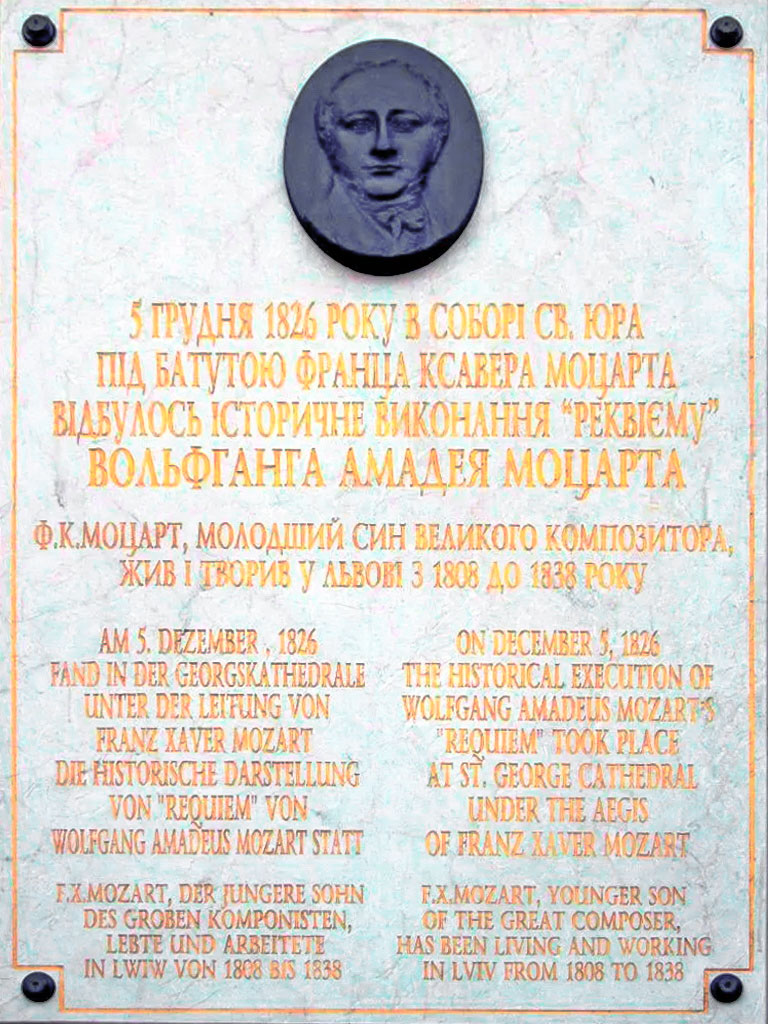 5 ГРУДНЯ 1826 РОКУ В СОБОРІ СВ. ЮРА
ПІД БАТУТОЮ ФРАНЦА КСАВЕРА МОЦАРТА
ВІДБУЛОСЬ ІСТОРИЧНЕ ВИКОНАННЯ “РЕКВІЄМУ”
ВОЛЬФГАНГА АМАДЕЯ МОЦАРТА
Ф.К.МОЦАРТ, МОЛОДШИЙ СИН ВЕЛИКОГО КОМПОЗИТОРА,
ЖИВ І ТВОРИВ У ЛЬВОВІ З 1808 ДО 1838 РОКУ
AM 5. DEZEMBER , 1826
FAND IN DER GEORGSKATHEDRALE
UNTER DER LEITUNG VON
FRANZ XAVER MOZART
DIE HISTORISCHE DARSTELLUNG
VON "REQUIEM" VON
WOLFGANG AMADEUS MOZART STATT
F.X.MOZART, DER JUNGERE SOHN
DES GROBEN KOMPONISTEN,
LEBTE UND ARBEITETE
IN LWIW VON 1808 BIS 1838
ON DECEMBER 5, 1826
THE HISTORICAL EXECUTION OF
WOLFGANG AMADEUS MOZART'S
"REQUIEM" TOOK PLACE
AT ST. GEORGE CATHEDRAL
UNDER THE AEGIS
OF FRANZ XAVER MOZART
F.X.MOZART, YOUNGER SON
OF THE GREAT COMPOSER,
HAS BEEN LIVING AND WORKING
IN LVIV FROM 1808 TO 1838